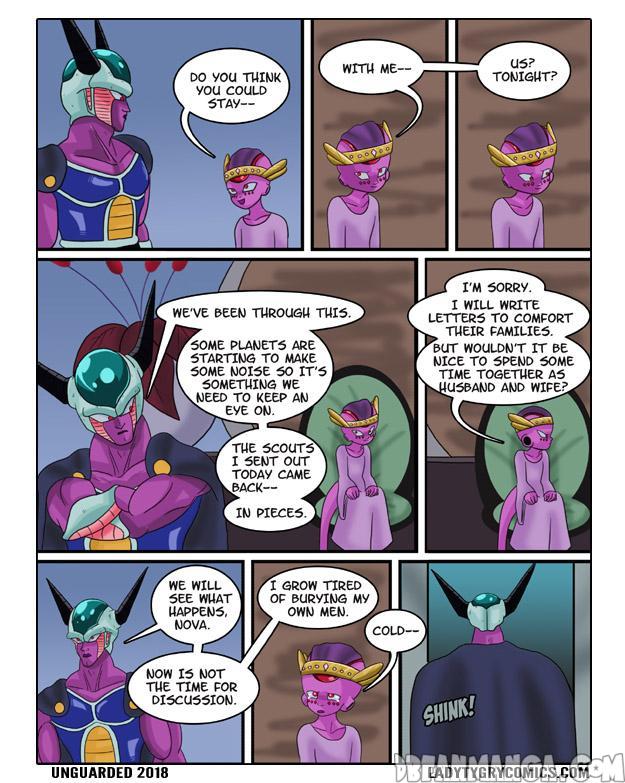 DO YOU THINK
YOU COULD
STAY--
WITH ME--
US?
TONIGHT?
WE'VE BEEN THROUGH THIS.
SOME PLANETS ARE
STARTING TO MAKE
SOME NOISE SO IT'S
SOMETHING WE
NEED TO KEEP AN
EYE ON.
THE SCOUTS
I SENT OUT
TODAY CAME
BACK--
IN PIECES.
I'M SORRY.
I WILL WRITE
LETTERS TO COMFORT
THEIR FAMILIES.
BUT WOULDN'T IT BE
NICE TO SPEND SOME
TIME TOGETHER AS
HUSBAND AND WIFE?
WE WILL
SEE WHAT
HAPPENS,
NOVA.
NOW IS NOT
THE TIME FOR
DISCUSSION.
I GROW TIRED
OF BURYING MY
OWN MEN.
COLD--
SHINK!
UNGUARDED 2018
LADYTYGRYCOMICS.COM
DBEANMANGA.COM